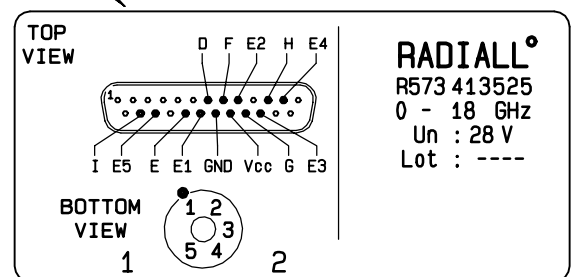 TOP
VIEW
D F E2 H E4
1
I E5 E E1 GND Vcc G E3
BOTTOM
VIEW
1 2
3
5 4
1 2
RADIALL°
R573 413525
0 - 18 GHz
Un : 28 V
Lot : ----